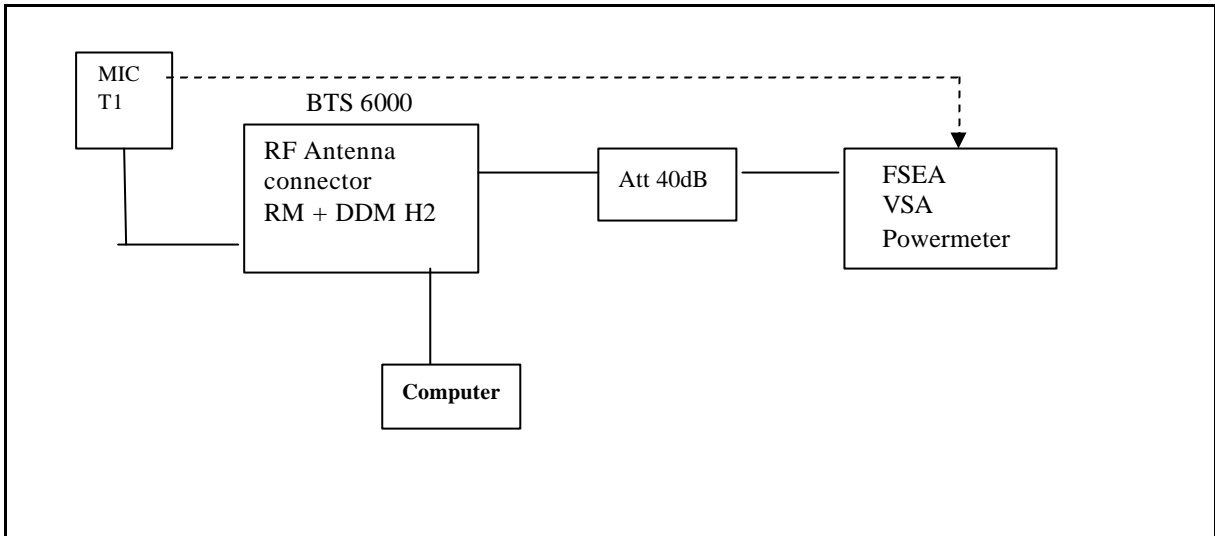 MIC
T1
BTS 6000
RF Antenna
connector
RM + DDM H2
Att 40dB
FSEA
VSA
Powermeter
Computer